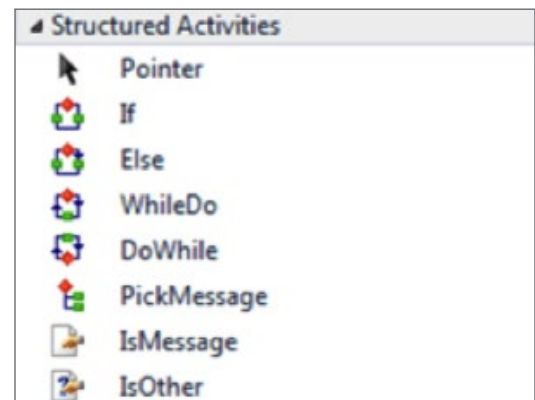 Structured Activities
Pointer
If
Else
WhileDo
DoWhile
PickMessage
IsMessage
IsOther